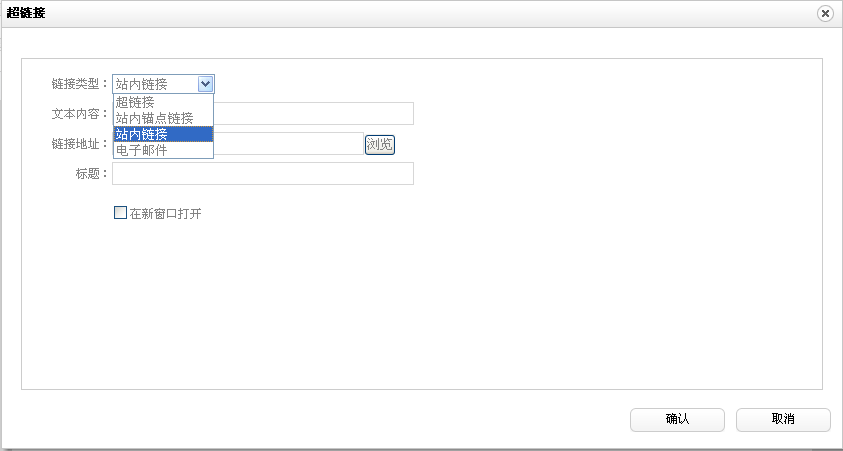 超链接
链接类型：站内链接
超链接
文本内容：
站内锚点链接
链接地址：
站内链接
浏览
电子邮件
标题：
在新窗口打开
确认
取消